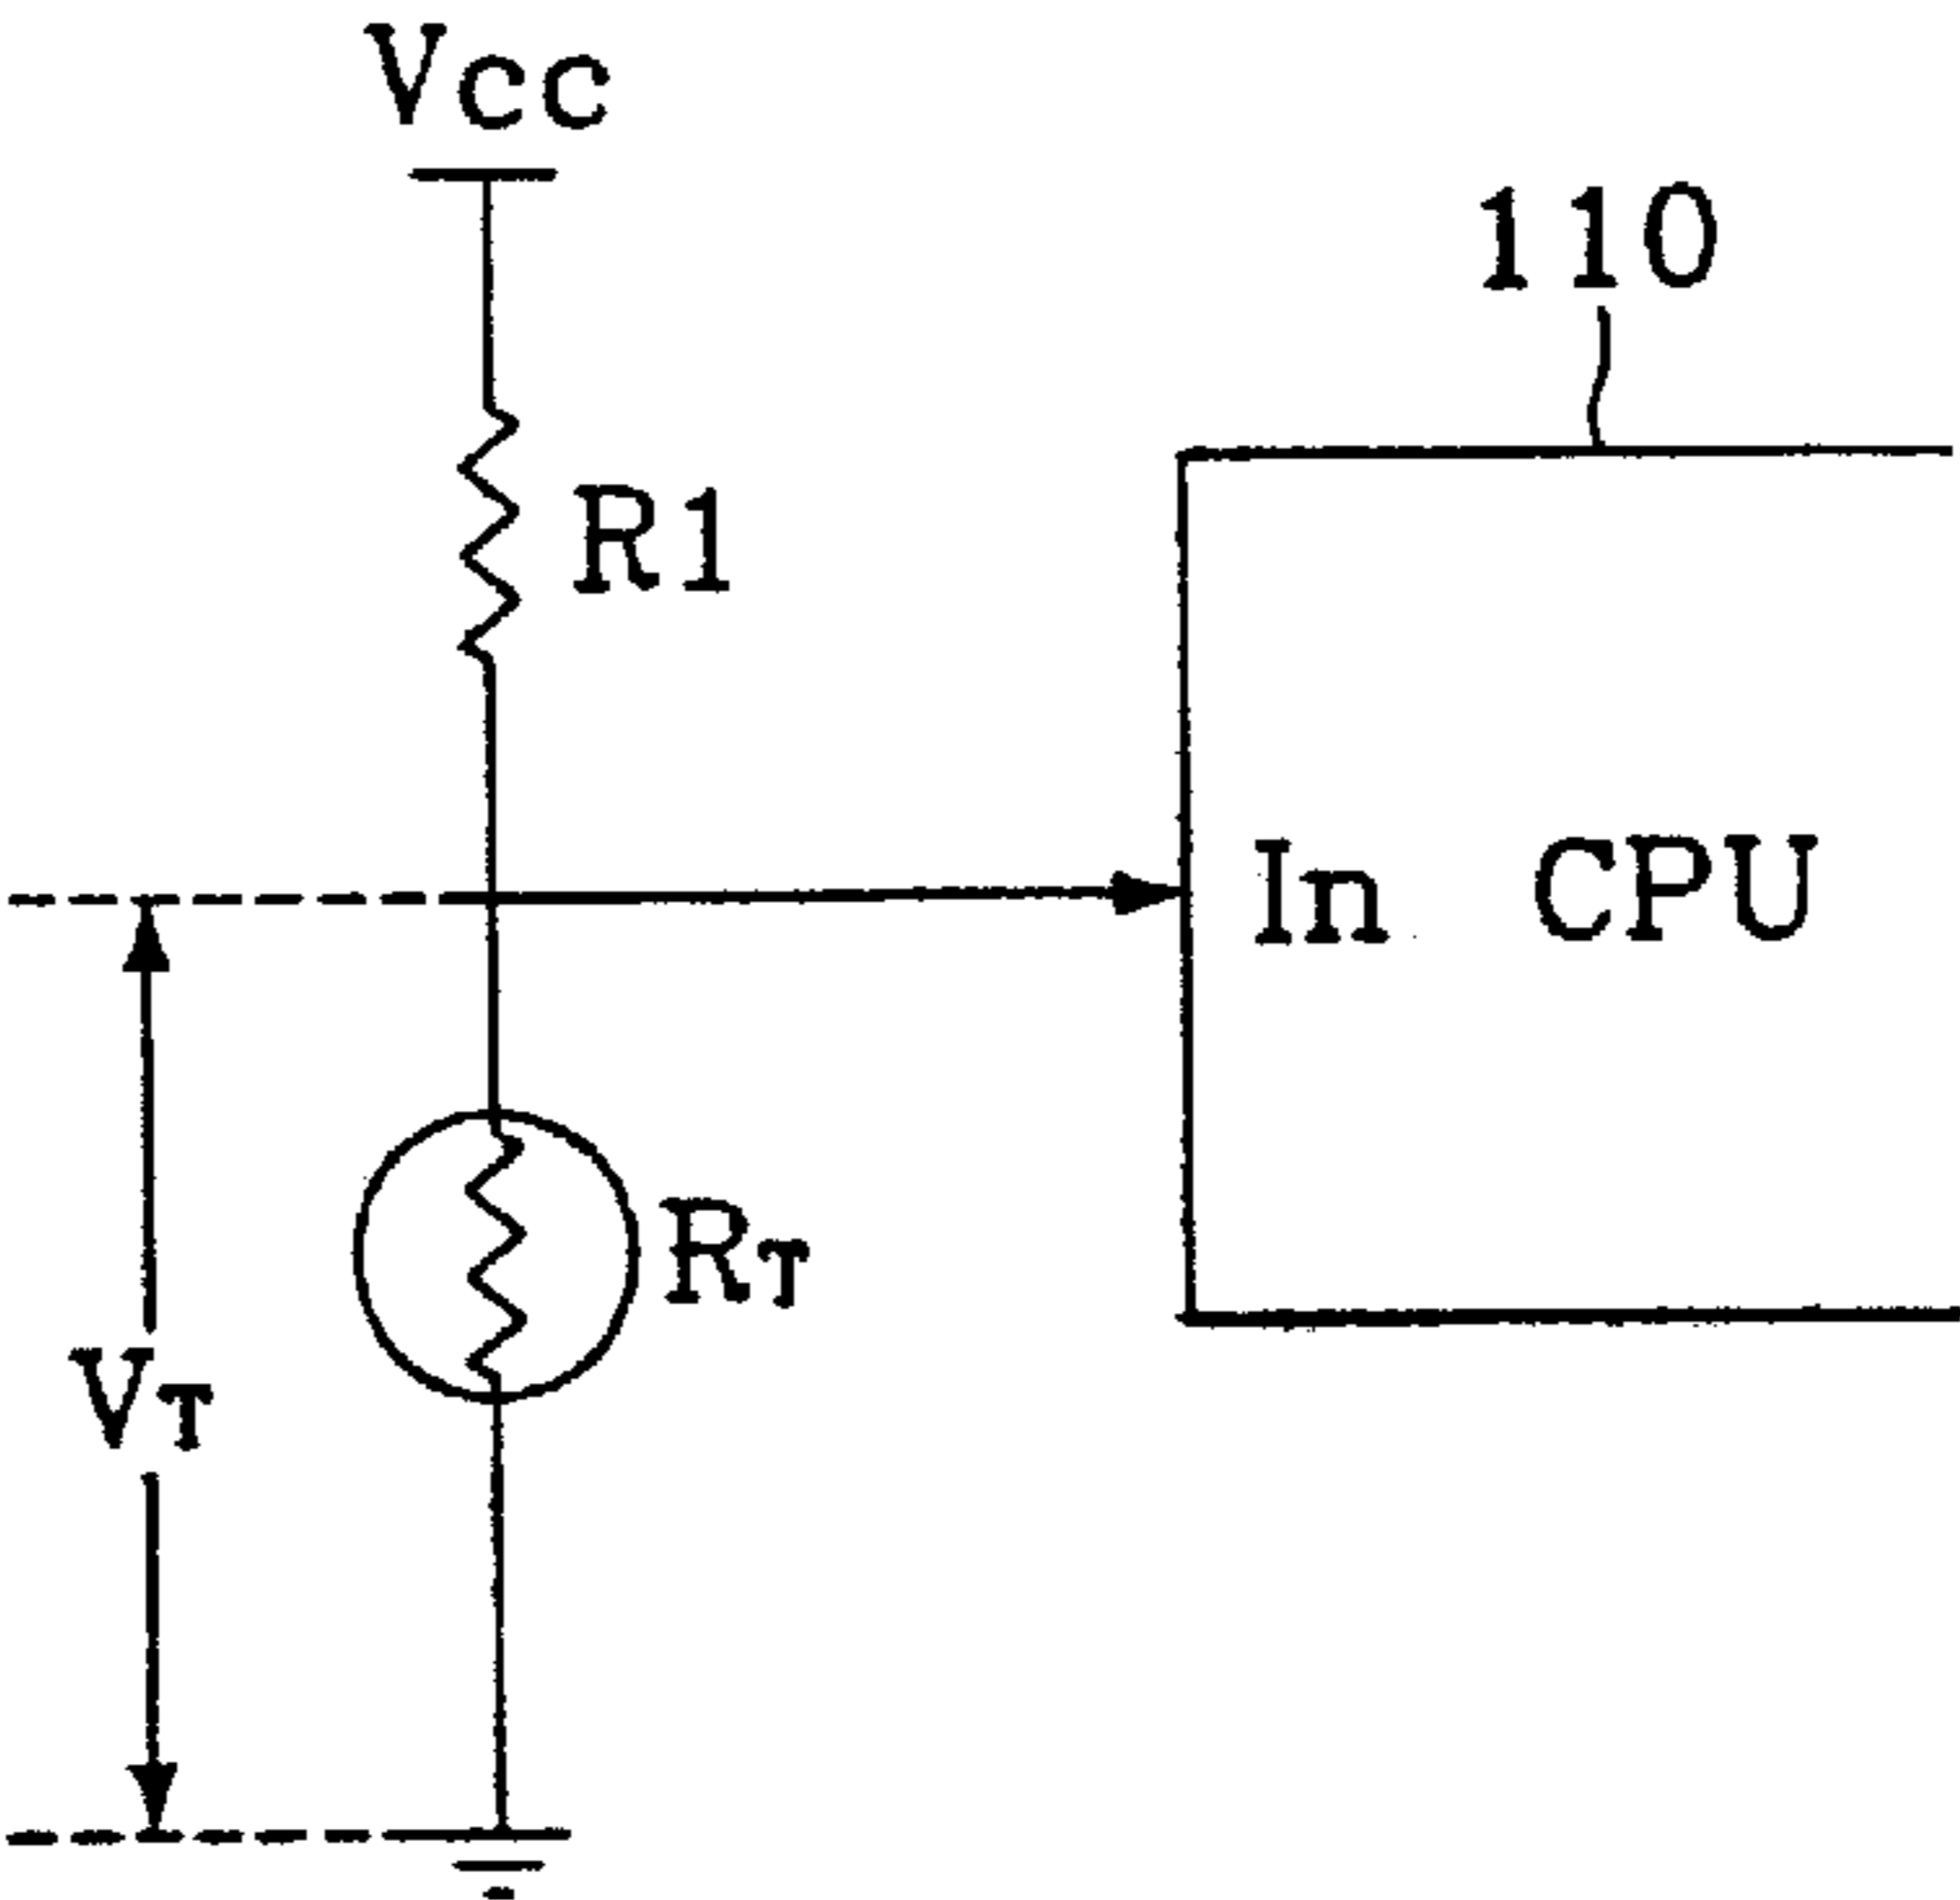 Vcc
110
R1
In CPU
RT
VT